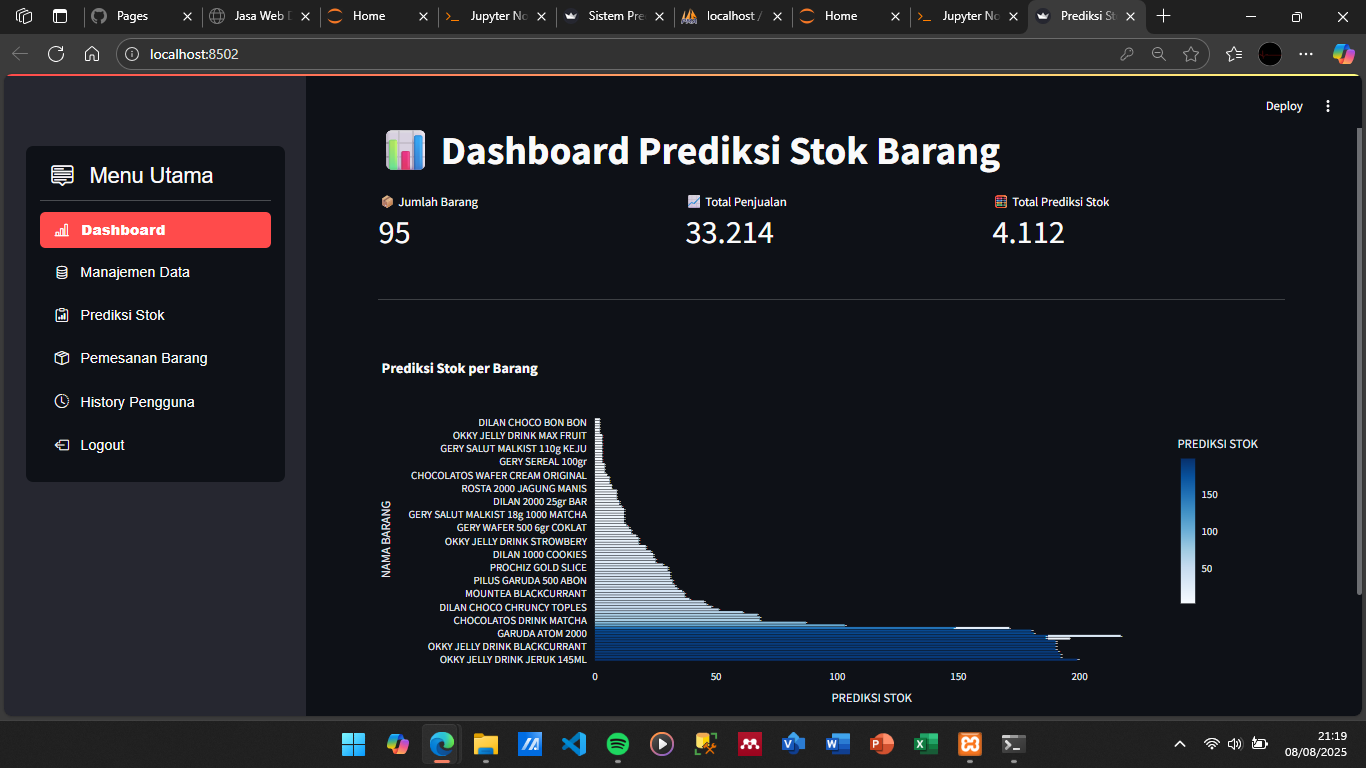 Pages
Jasa Web D
Home
Jupyter No
Sistem Pre
localhost /
Home
Jupyter No
Prediksi St
localhost:8502
Deploy
Menu Utama
Dashboard
Manajemen Data
Prediksi Stok
Pemesanan Barang
History Pengguna
Logout
Dashboard Prediksi Stok Barang
Jumlah Barang
Total Penjualan
Total Prediksi Stok
95
33.214
4.112
Prediksi Stok per Barang
NAMA BARANG
DILAN CHOCO BON BON
OKKY JELLY DRINK MAX FRUIT
GERY SALUT MALKIST 110g KEJU
GERY SEREAL 100gr
CHOCOLATOS WAFER CREAM ORIGINAL
ROSTA 2000 JAGUNG MANIS
DILAN 2000 25gr BAR
GERY SALUT MALKIST 18g 1000 MATCHA
GERY WAFER 500 6gr COKLAT
OKKY JELLY DRINK STROWBERY
DILAN 1000 COOKIES
PROCHIZ GOLD SLICE
PILUS GARUDA 500 ABON
MOUNTEA BLACKCURRANT
DILAN CHOCO CHRUNCY TOPLES
CHOCOLATOS DRINK MATCHA
GARUDA ATOM 2000
OKKY JELLY DRINK BLACKCURRANT
OKKY JELLY DRINK JERUK 145ML
0 50 100 150 200
PREDIKSI STOK
PREDIKSI STOK
150
100
50
21:19
08/08/2025